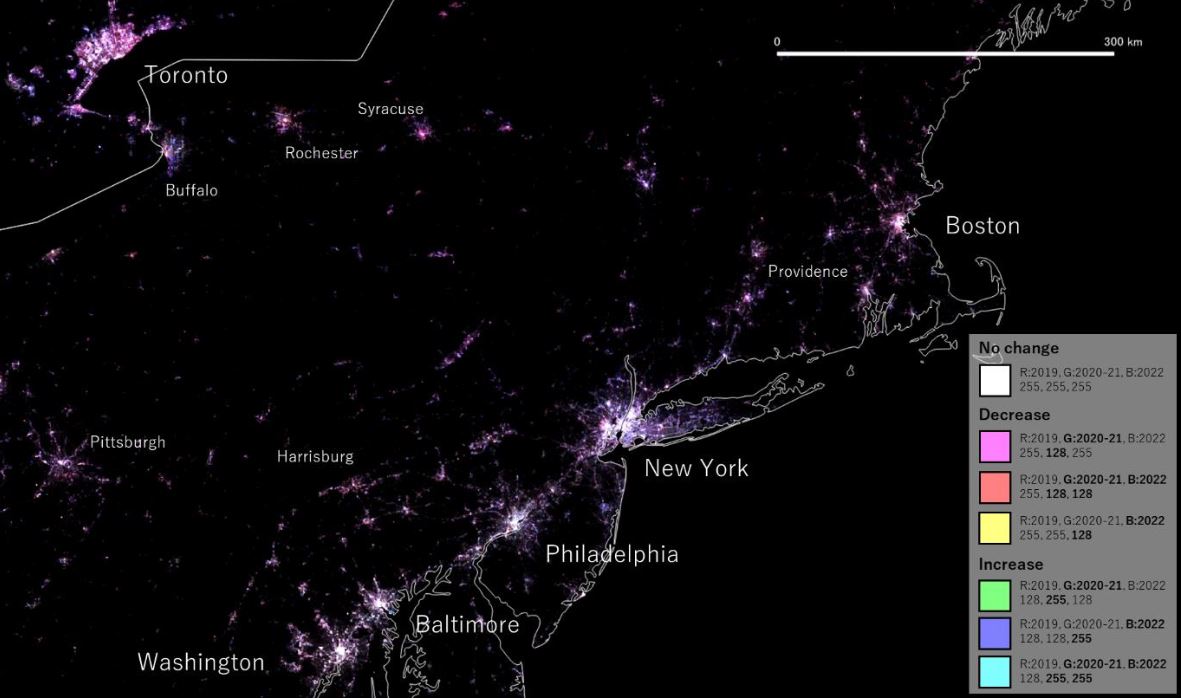 0 300 km
Toronto
Syracuse
Rochester
Buffalo
Boston
Providence
Pittsburgh
Harrisburg
New York
Philadelphia
Baltimore
Washington
No change
R:2019, G:2020-21, B:2022
255, 255, 255
Decrease
R:2019, G:2020-21, B:2022
255, 128, 255
R:2019, G:2020-21, B:2022
255, 128, 128
R:2019, G:2020-21, B:2022
255, 255, 128
Increase
R:2019, G:2020-21, B:2022
128, 255, 128
R:2019, G:2020-21, B:2022
128, 128, 255
R:2019, G:2020-21, B:2022
128, 255, 255